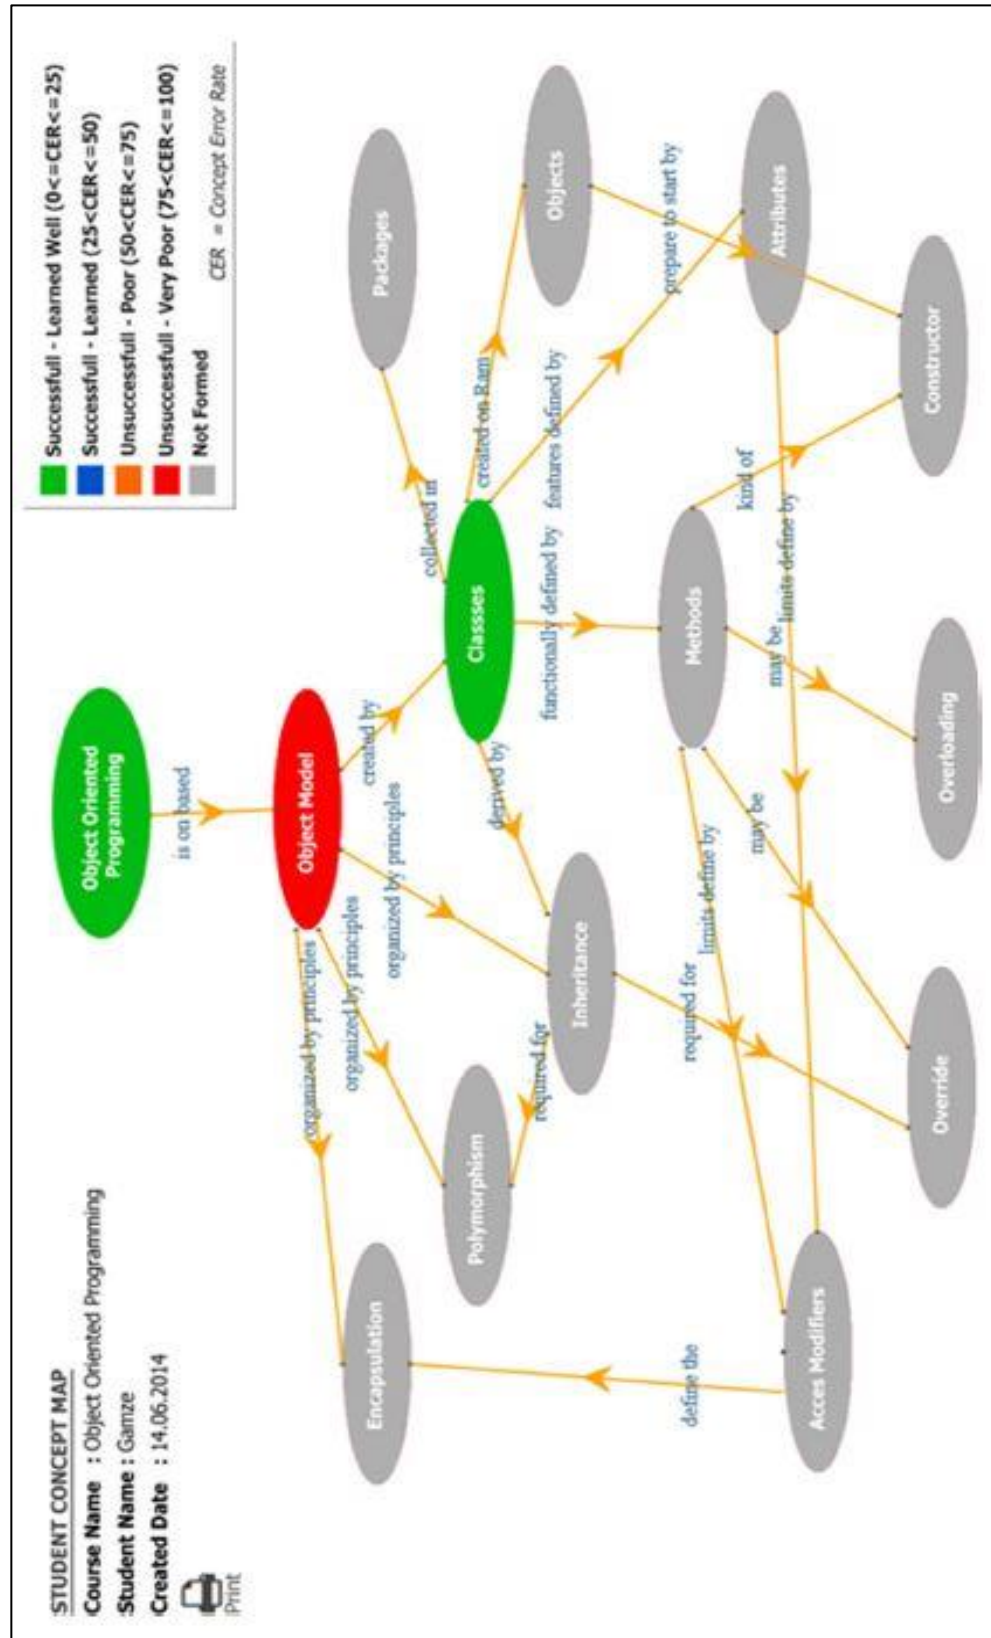 STUDENT CONCEPT MAP
Course Name : Object Oriented Programming
Student Name : Gamze
Created Date : 14.06.2014
Print
Successfull - Learned Well (0<=CER<=25)
Successfull - Learned (25<CER<=50)
Unsuccessfull - Poor (50<CER<=75)
Unsuccessfull - Very Poor (75<CER<=100)
Not Formed
CER = Concept Error Rate
Object Oriented
Programming
is on based
Object Model
organized by principles
organized by principles
organized by principles
created by
Encapsulation
Polymorphism
required for
Inheritance
derived by
Classses
collected in
Packages
created on Ram
Objects
functionally defined by
features defined by
prepare to start by
define the
required for
limits define by
Methods
may be
may be
kind of
limits define by
Attributes
Acces Modifiers
Override
Overloading
Constructor